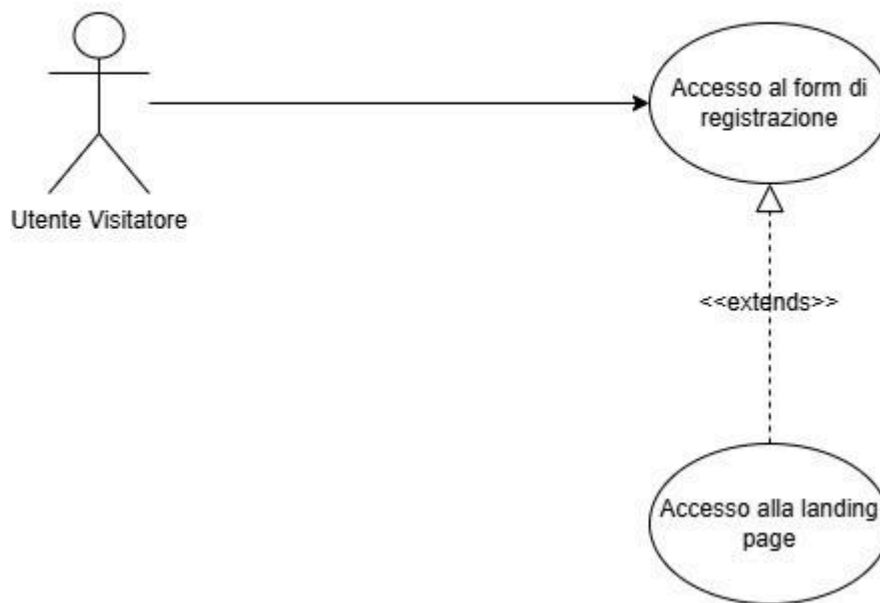 Accesso al form di
registrazione
Utente Visitatore
<<extends>>
Accesso alla landing
page